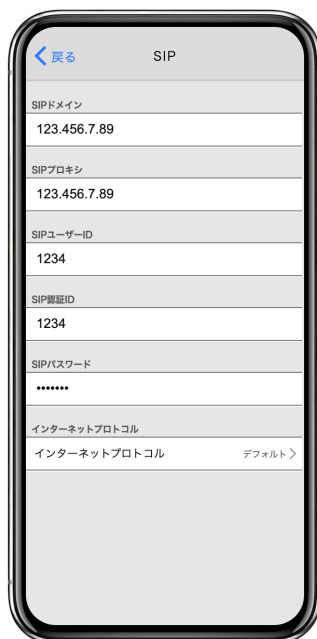 戻る SIP
SIPドメイン
123.456.7.89
SIPプロキシ
123.456.7.89
SIPユーザーID
1234
SIP認証ID
1234
SIPパスワード
•••••••
インターネットプロトコル
インターネットプロトコル デフォルト